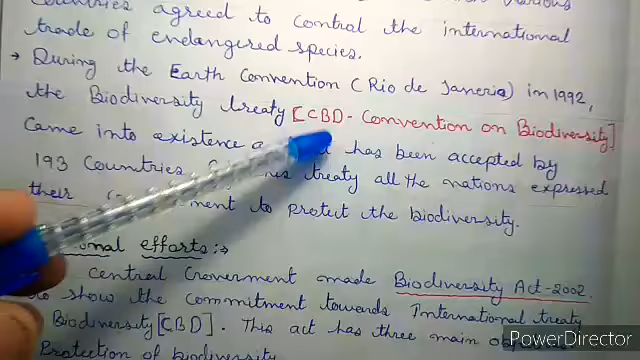 Countries agreed to control the international
trade of endangered species.
→ During the Earth Convention (Rio de Janeria) in 1992,
the Biodiversity treaty [CBD - Convention on Biodiversity]
Came into existence has been accepted by
193 Countries treaty all the nations expressed
their to protect the biodiversity.
efforts :→
Central Goverment made Biodiversity Act-2002.
to show the commitment towards International treaty
Biodiversity [CBD]. This act has three main
Protection of biodiversity
PowerDirector